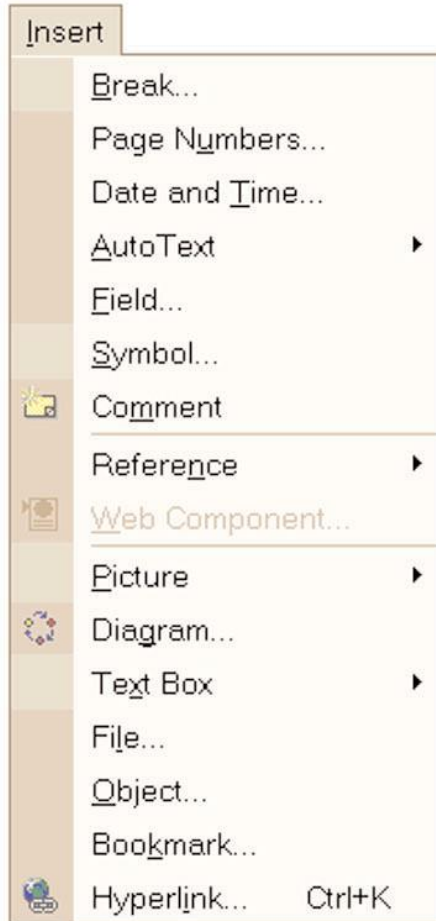 Insert
Break...
Page Numbers...
Date and Time...
AutoText
Field...
Symbol...
Comment
Reference
Web Component...
Picture
Diagram...
Text Box
File...
Object...
Bookmark...
Hyperlink... Ctrl+K